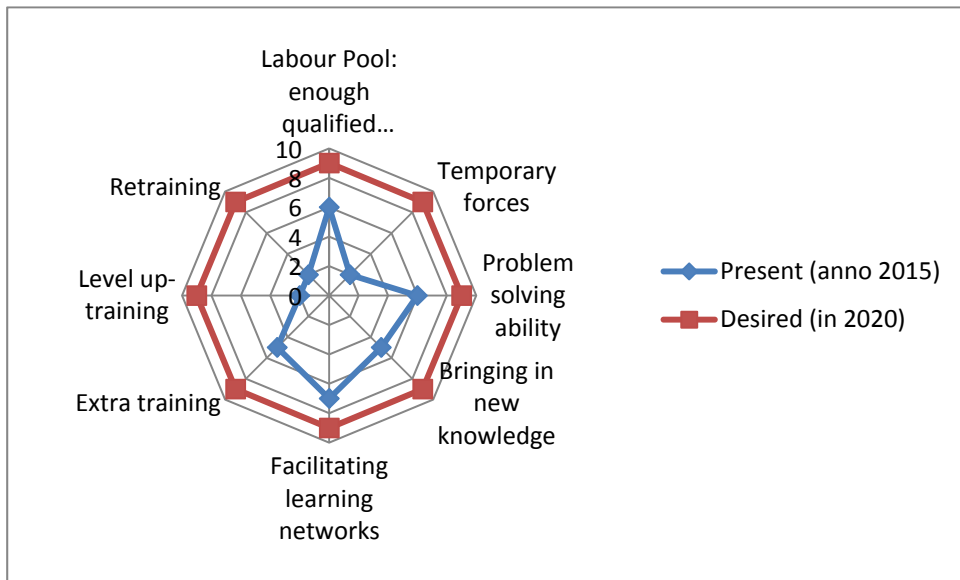 Labour Pool:
enough
qualified...
10
8
6
4
2
0
Temporary
forces
Problem
solving
ability
Bringing in
new
knowledge
Facilitating
learning
networks
Extra training
Level up-
training
Retraining
Present (anno 2015)
Desired (in 2020)